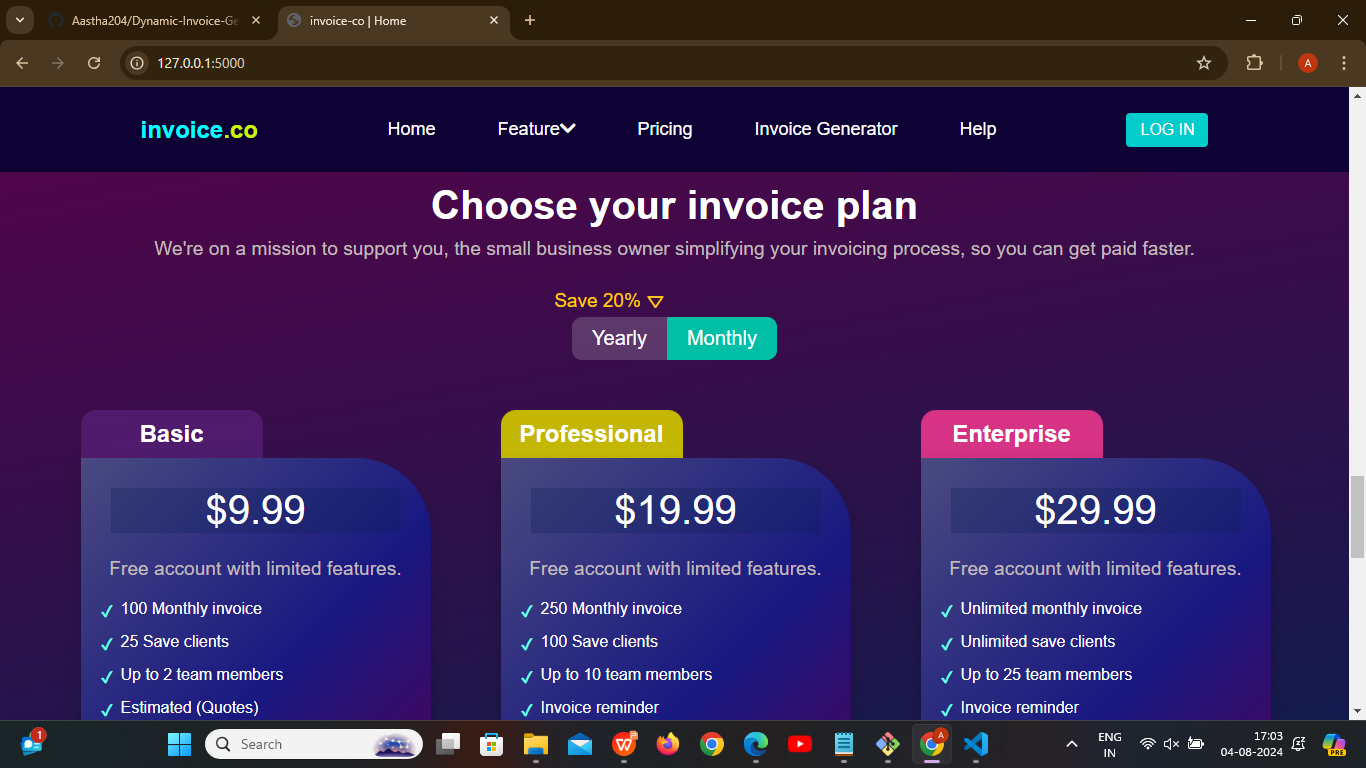 Aastha204/Dynamic-Invoice-Ge
invoice-co | Home
127.0.0.1:5000
A
invoice.co
Home
Feature
Pricing
Invoice Generator
Help
LOG IN
Choose your invoice plan
We're on a mission to support you, the small business owner simplifying your invoicing process, so you can get paid faster.
Save 20%
Yearly
Monthly
Basic
$9.99
Free account with limited features.
100 Monthly invoice
25 Save clients
Up to 2 team members
Estimated (Quotes)
Professional
$19.99
Free account with limited features.
250 Monthly invoice
100 Save clients
Up to 10 team members
Invoice reminder
Enterprise
$29.99
Free account with limited features.
Unlimited monthly invoice
Unlimited save clients
Up to 25 team members
Invoice reminder
1
Search
A
ENG
IN
17:03
04-08-2024
PRE